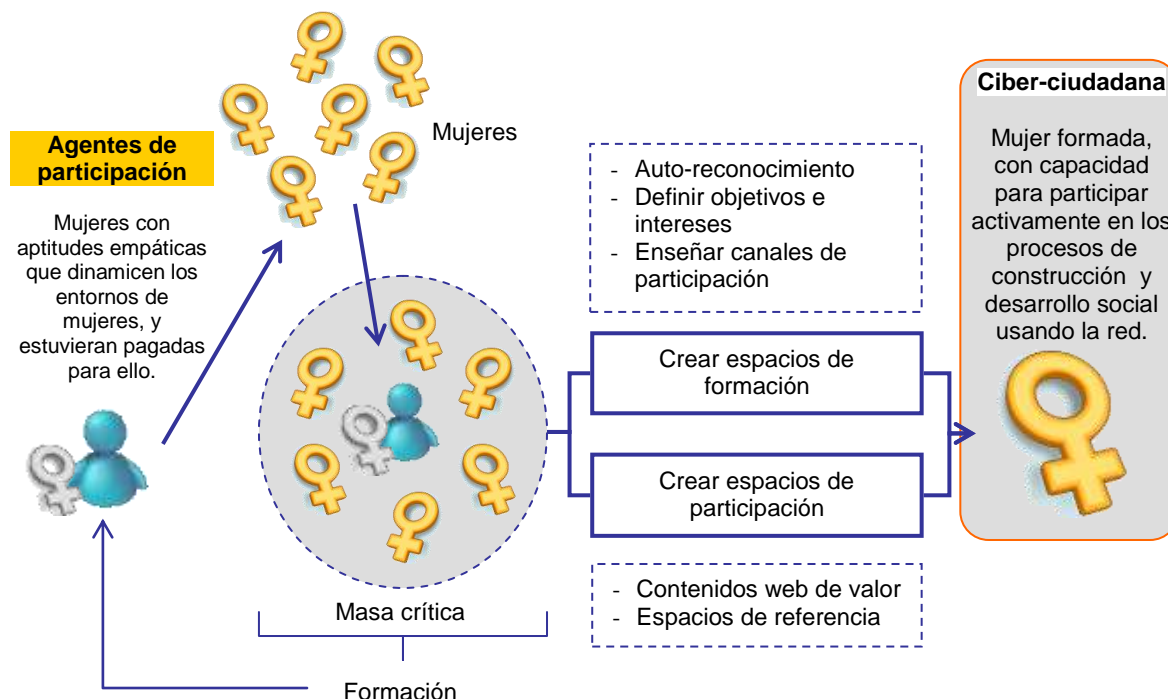 Mujeres
Agentes de
participación
Mujeres con
aptitudes empáticas
que dinamicen los
entornos de
mujeres, y
estuvieran pagadas
para ello.
- Auto-reconocimiento
- Definir objetivos e
intereses
- Enseñar canales de
participación
Crear espacios de
formación
Crear espacios de
participación
- Contenidos web de valor
- Espacios de referencia
Masa crítica
Formación
Ciber-ciudadana
Mujer formada,
con capacidad
para participar
activamente en los
procesos de
construcción y
desarrollo social
usando la red.